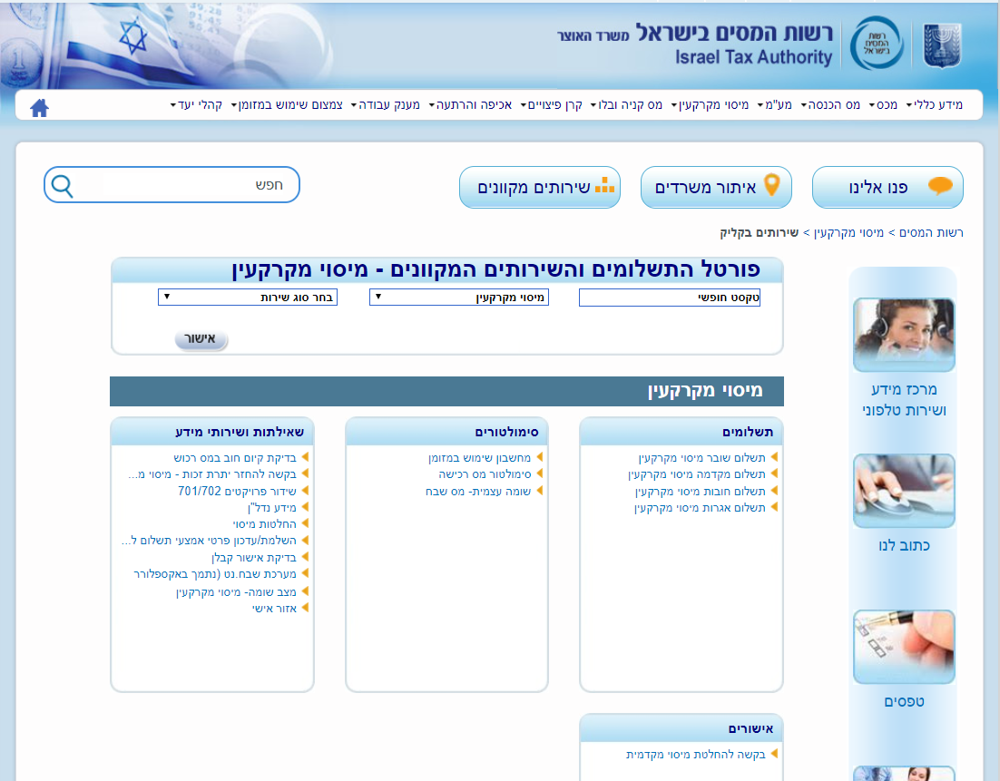 רשות המסים בישראל משרד האוצר
Israel Tax Authority
רשות
המסים
בישראל
מידע כללי
מכס
מס הכנסה
מע"מ
מיסוי מקרקעין
מס קניה ובלו
קרן פיצויים
אכיפה והרתעה
מענק עבודה
צמצום שימוש במזומן
קהלי יעד
פנו אלינו
איתור משרדים
שירותים מקוונים
חפש
רשות המסים > מיסוי מקרקעין > שירותים בקליק
מרכז מידע
ושירות טלפוני
כתוב לנו
טפסים
פורטל התשלומים והשירותים המקוונים - מיסוי מקרקעין
טקסט חופשי
מיסוי מקרקעין
בחר סוג שירות
אישור
מיסוי מקרקעין
תשלומים
תשלום שובר מיסוי מקרקעין
תשלום מקדמה מיסוי מקרקעין
תשלום חובות מיסוי מקרקעין
תשלום אגרות מיסוי מקרקעין
סימולטורים
מחשבון שימוש במזומן
סימולטור מס רכישה
שומה עצמית- מס שבח
שאילתות ושירותי מידע
בדיקת קיום חוב במס רכוש
בקשה להחזר יתרת זכות - מיסוי מ...
שידור פרויקטים 701/702
מידע נדל"ן
החלטות מיסוי
השלמת/עדכון פרטי אמצעי תשלום ל...
בדיקת אישור קבלן
מערכת שבח.נט (נתמך באקספלורר
מצב שומה- מיסוי מקרקעין
אזור אישי
אישורים
בקשה להחלטת מיסוי מקדמית